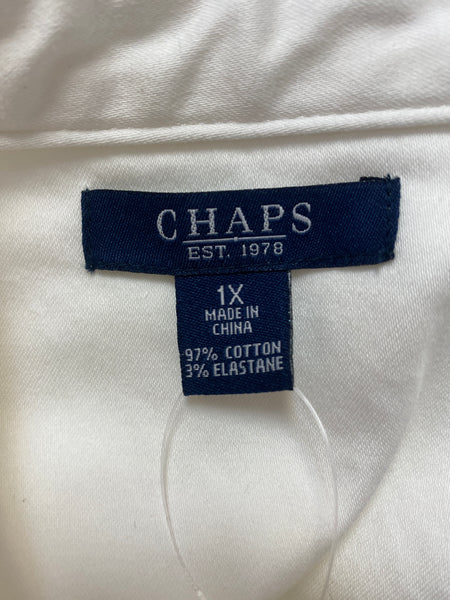 CHAPS
EST. 1978
1X
MADE IN
CHINA
97% COTTON
3% ELASTANE